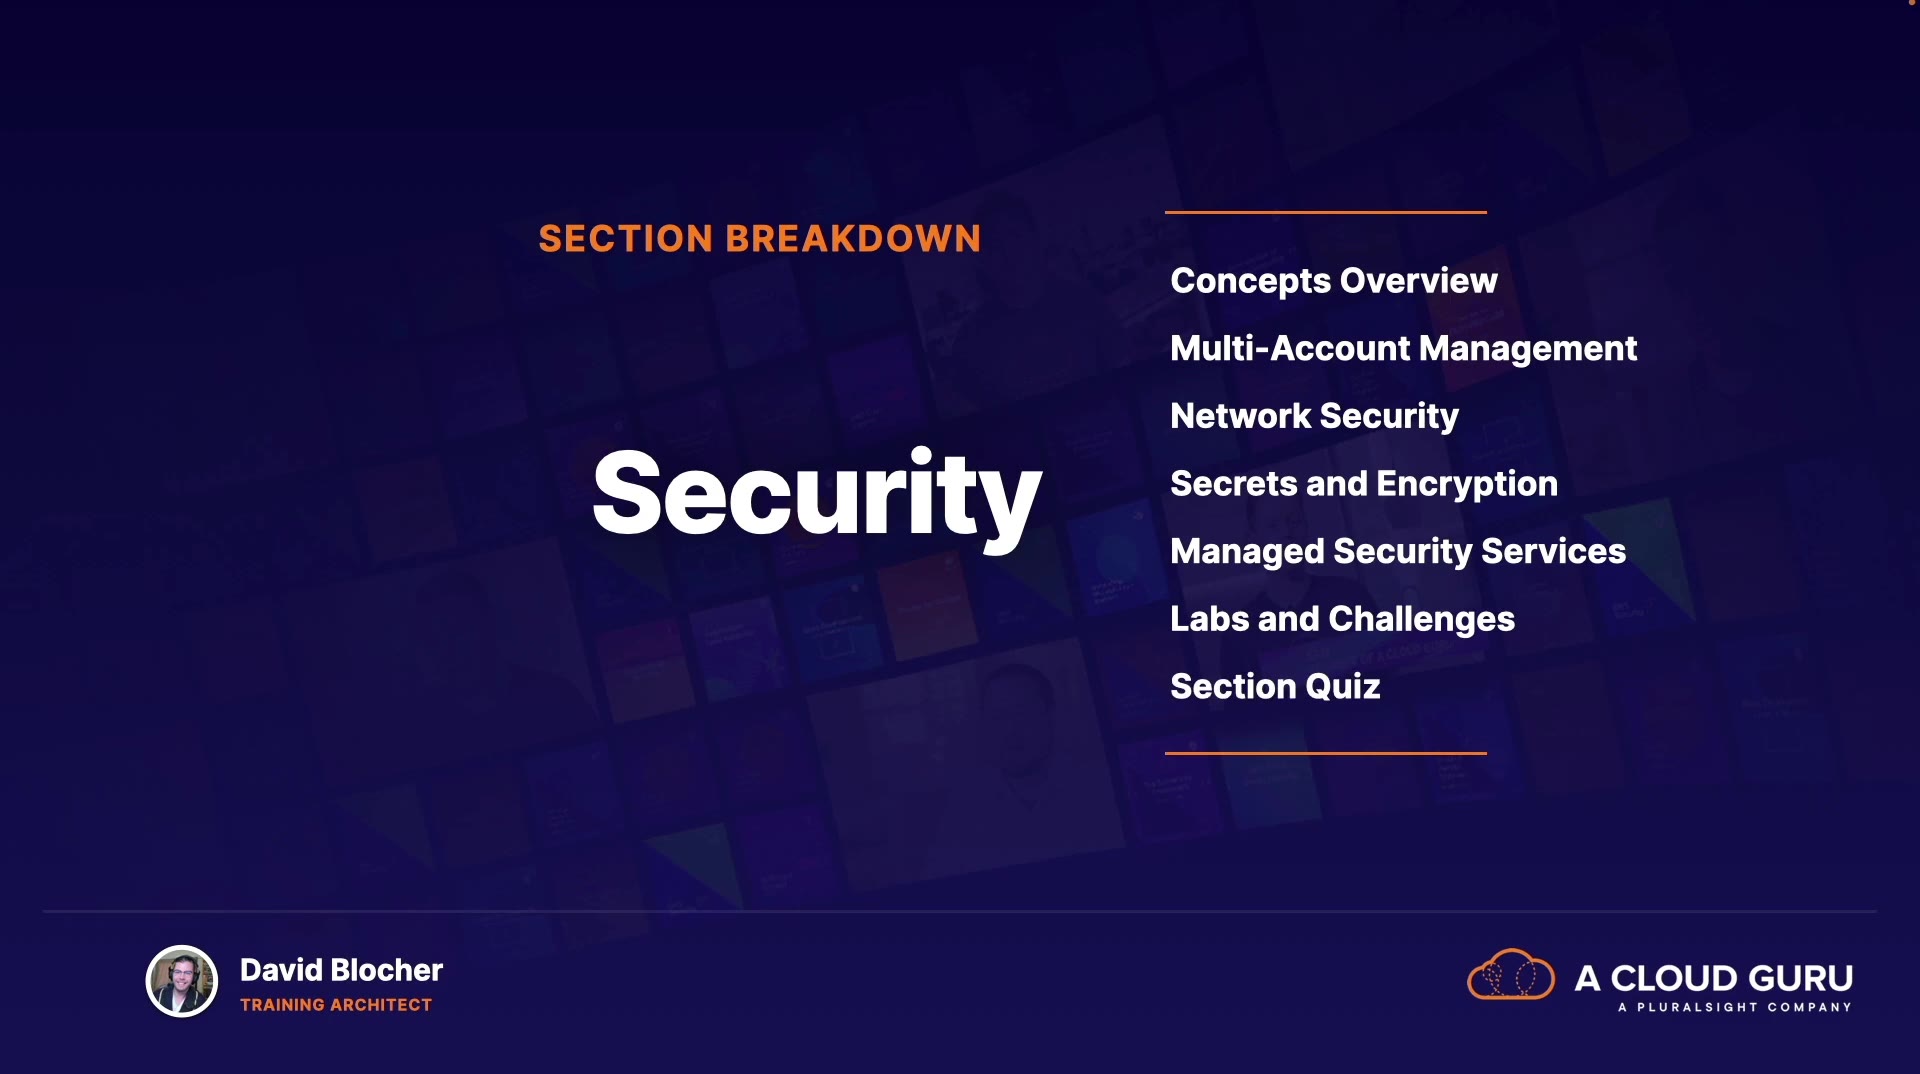 SECTION BREAKDOWN
Security
Concepts Overview
Multi-Account Management
Network Security
Secrets and Encryption
Managed Security Services
Labs and Challenges
Section Quiz
David Blocher
TRAINING ARCHITECT
A CLOUD GURU
A PLURALSIGHT COMPANY